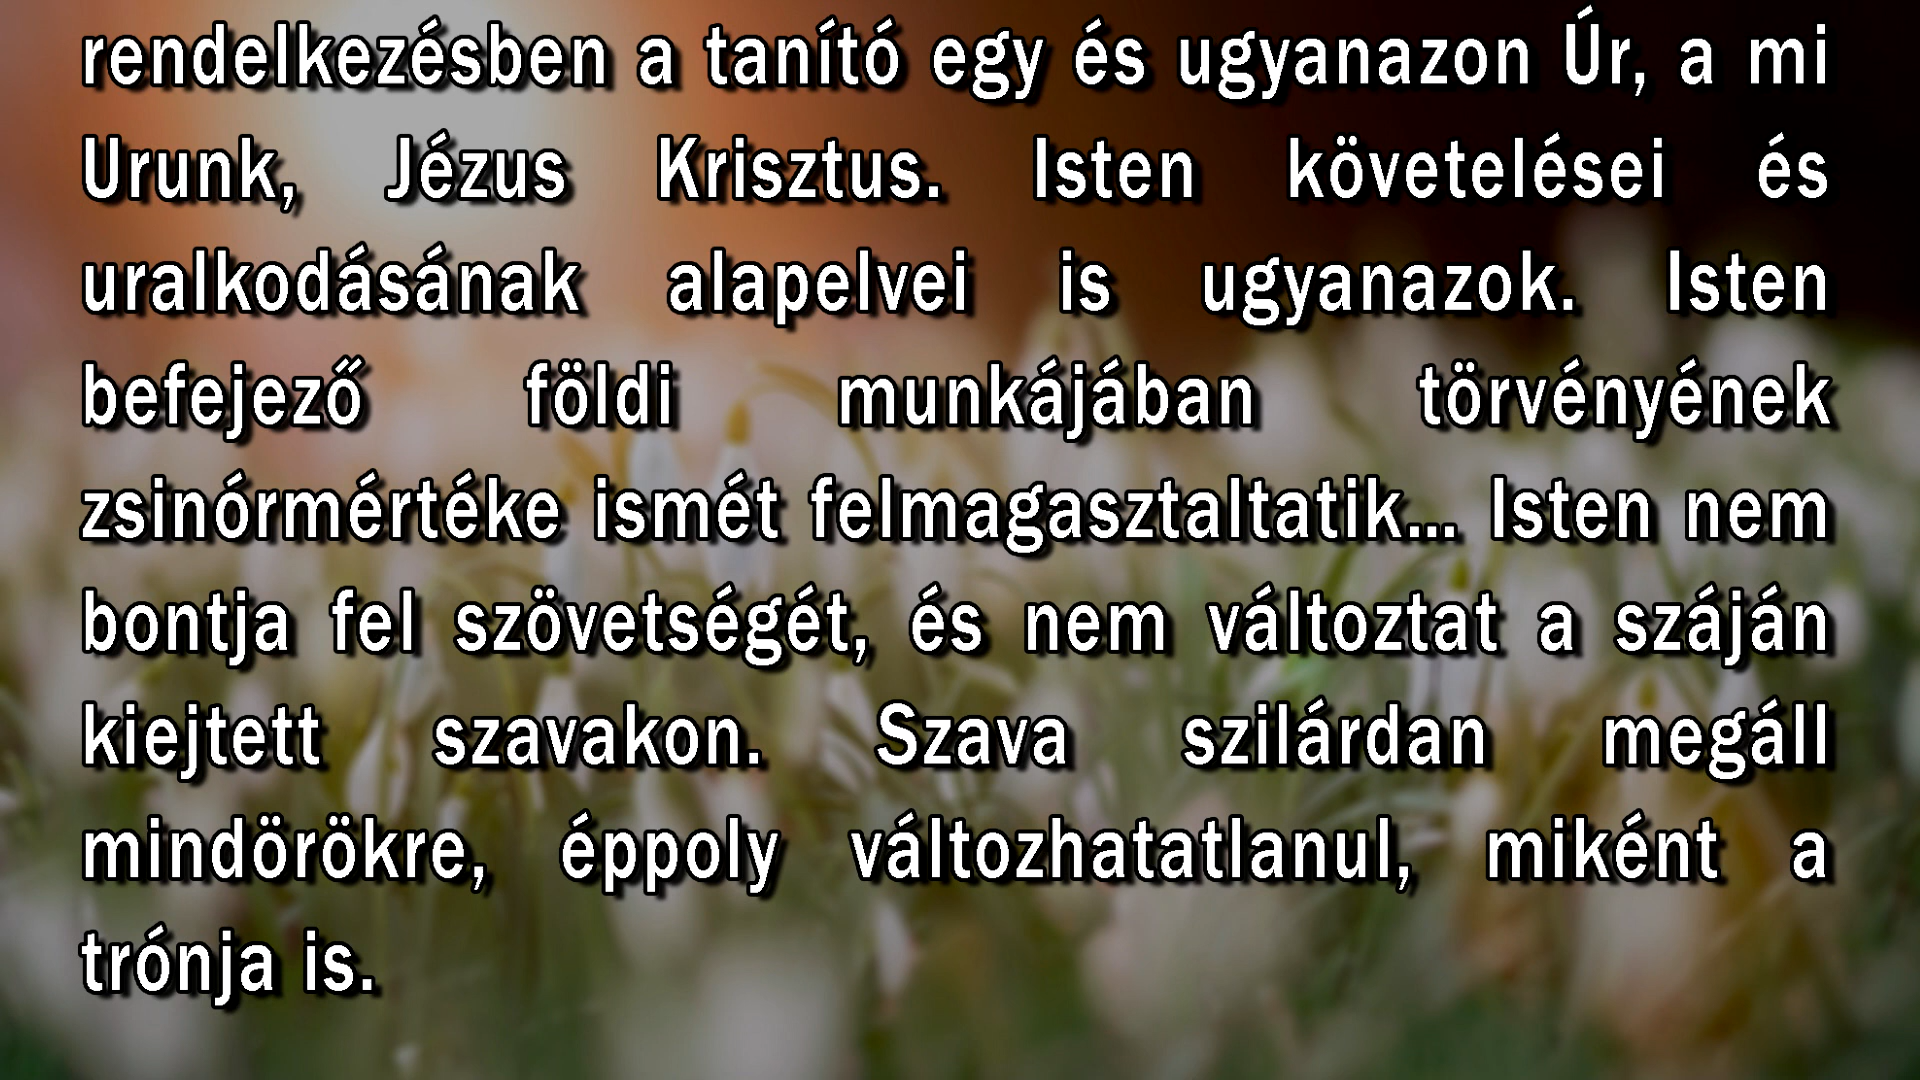 rendelkezésben a tanító egy és ugyanazon Úr, a mi
Urunk, Jézus Krisztus. Isten követelései és
uralkodásának alapelvei is ugyanazok. Isten
befejező földi munkájában törvényének
zsinórmértéke ismét felmagasztaltatik... Isten nem
bontja fel szövetségét, és nem változtat a száján
kiejtett szavakon. Szava szilárdan megáll
mindörökre, éppoly változhatatlanul, miként a
trónja is.